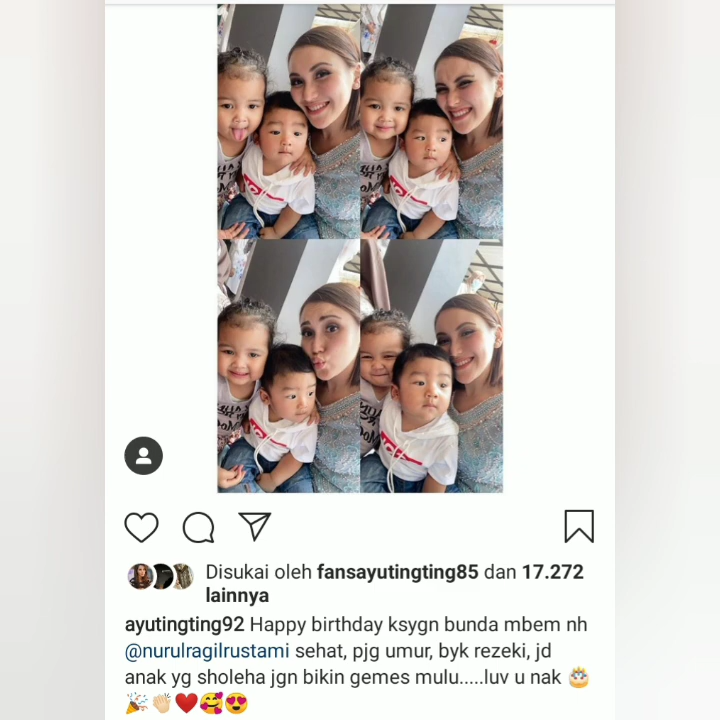 Disukai oleh fansayutingting85 dan 17.272
lainnya
ayutingting92 Happy birthday ksygn bunda mbem nh
@nurulragilrustami sehat, pjg umur, byk rezeki, jd
anak yg sholeha jgn bikin gemes mulu.....luv u nak 🎂
🎉👏🏻❤️🥰😍